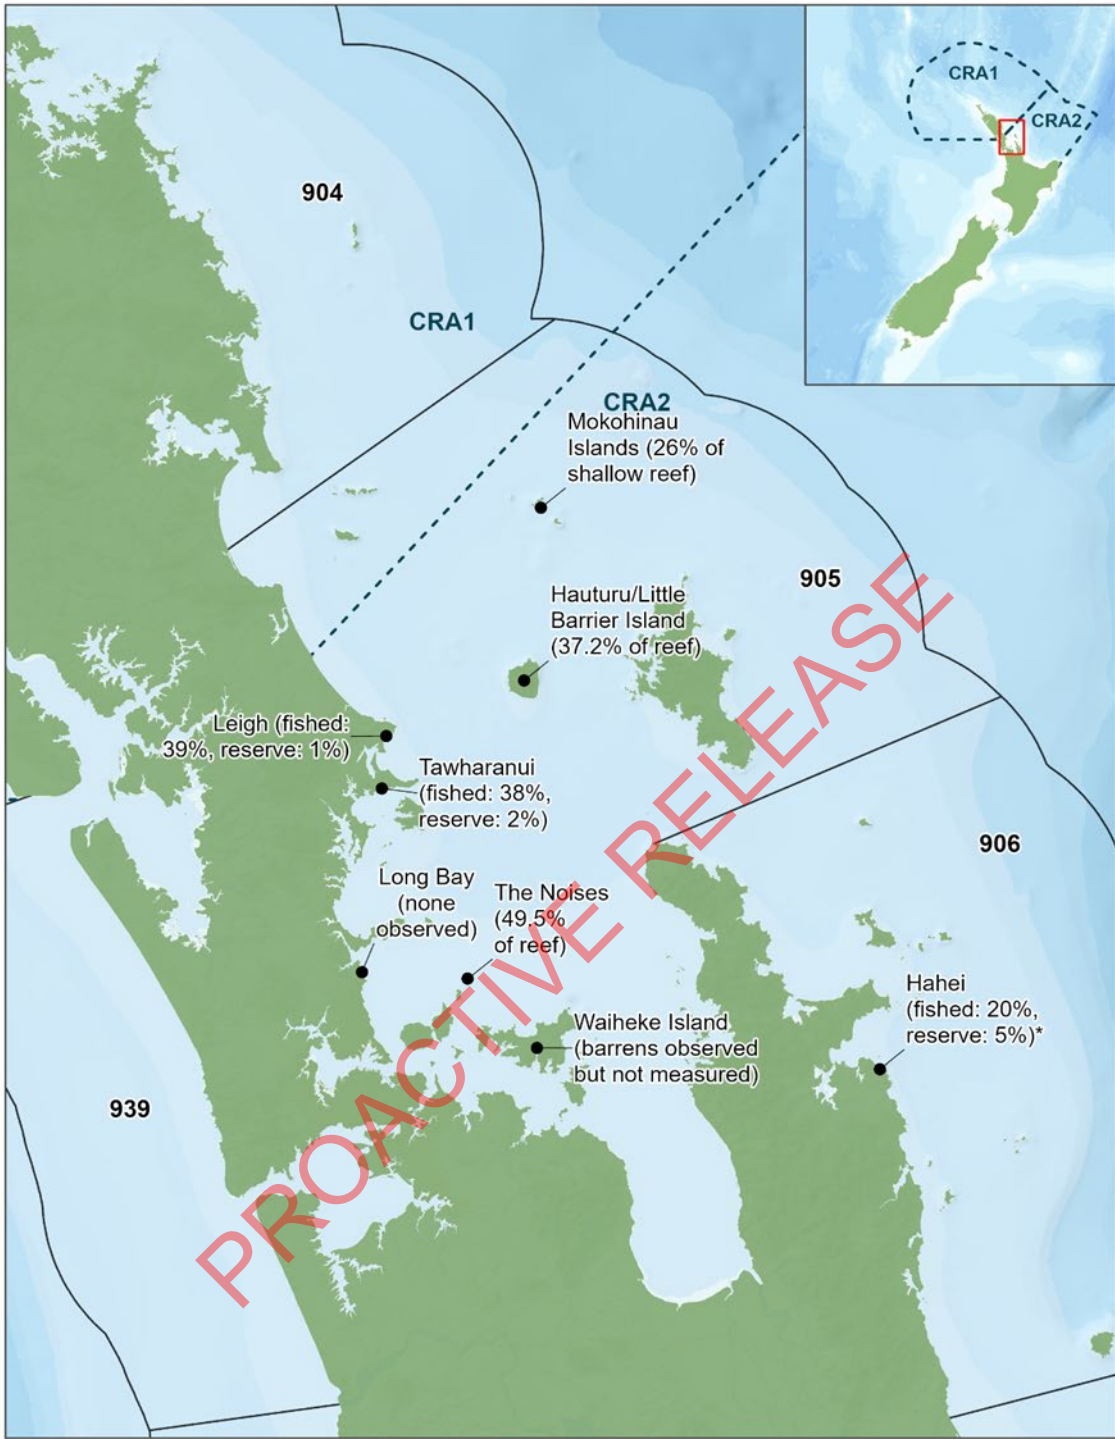 CRA1
CRA2
904
CRA1
CRA2
Mokohinau
Islands (26% of
shallow reef)
905
Hauturu/Little
Barrier Island
(37.2% of reef)
Leigh (fished:
39%, reserve: 1%)
Tawharanui
(fished: 38%,
reserve: 2%)
906
Long Bay
(none
observed)
The Noises
(49.5%
of reef)
Hahei
(fished: 20%,
reserve: 5%)*
Waiheke Island
(barrens observed
but not measured)
939
PROACTIVE RELEASE